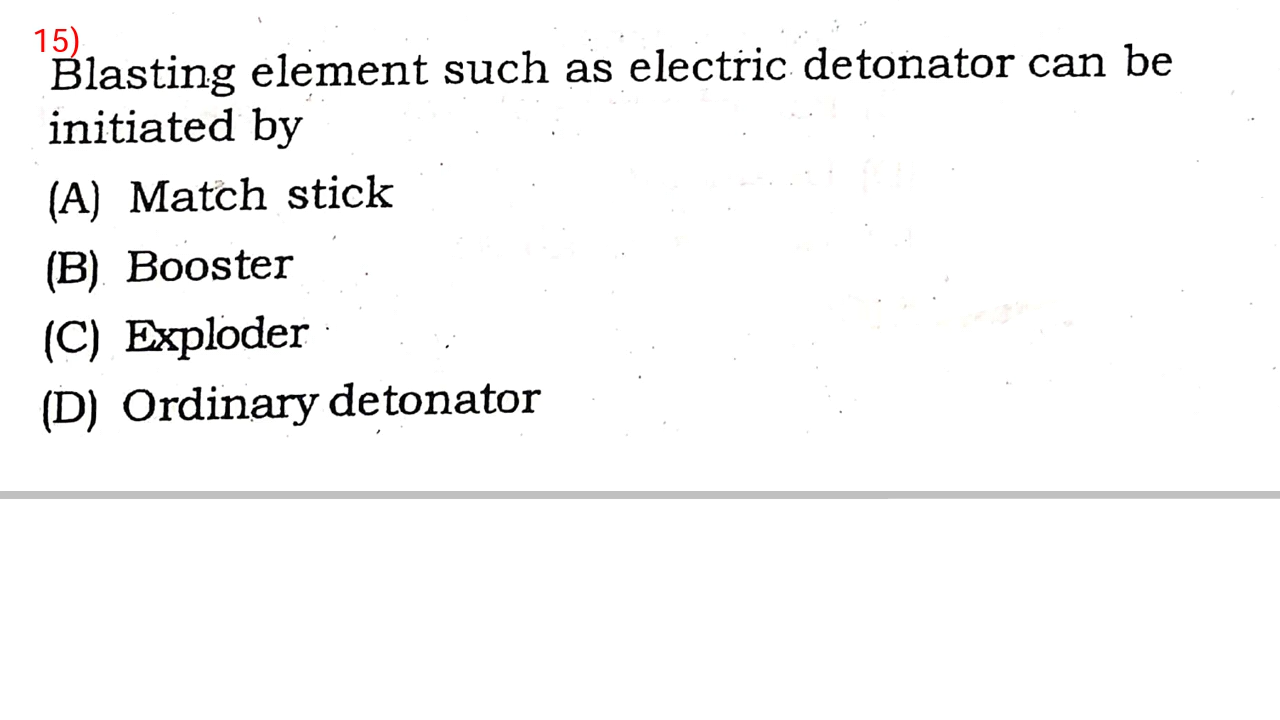 15)
Blasting element such as electric detonator can be
initiated by
(A) Match stick
(B) Booster
(C) Exploder
(D) Ordinary detonator